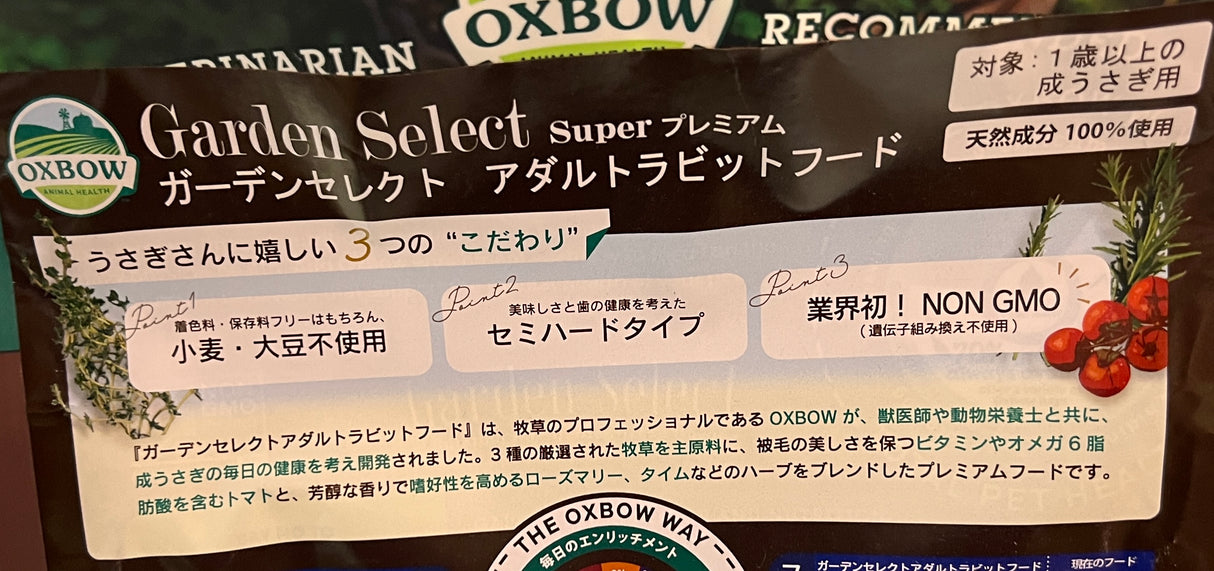 OXBOW
ANIMAL HEALTH
対象：1歳以上の
成うさぎ用
天然成分 100%使用
OXBOW
ANIMAL HEALTH
Garden Select Super プレミアム
ガーデンセレクト アダルトラビットフード
うさぎさんに嬉しい3つの“こだわり”
Point1
着色料・保存料フリーはもちろん、
小麦・大豆不使用
Point2
美味しさと歯の健康を考えた
セミハードタイプ
Point3
業界初！ NON GMO
(遺伝子組み換え不使用)
『ガーデンセレクトアダルトラビットフード』は、牧草のプロフェッショナルである OXBOW が、獣医師や動物栄養士と共に、
成うさぎの毎日の健康を考え開発されました。3種の厳選された牧草を主原料に、被毛の美しさを保つビタミンやオメガ6脂
肪酸を含むトマトと、芳醇な香りで嗜好性を高めるローズマリー、タイムなどのハーブをブレンドしたプレミアムフードです。
THE OXBOW WAY
毎日のエンリッチメント
ガーデンセレクトアダルトラビットフード
現在のフード